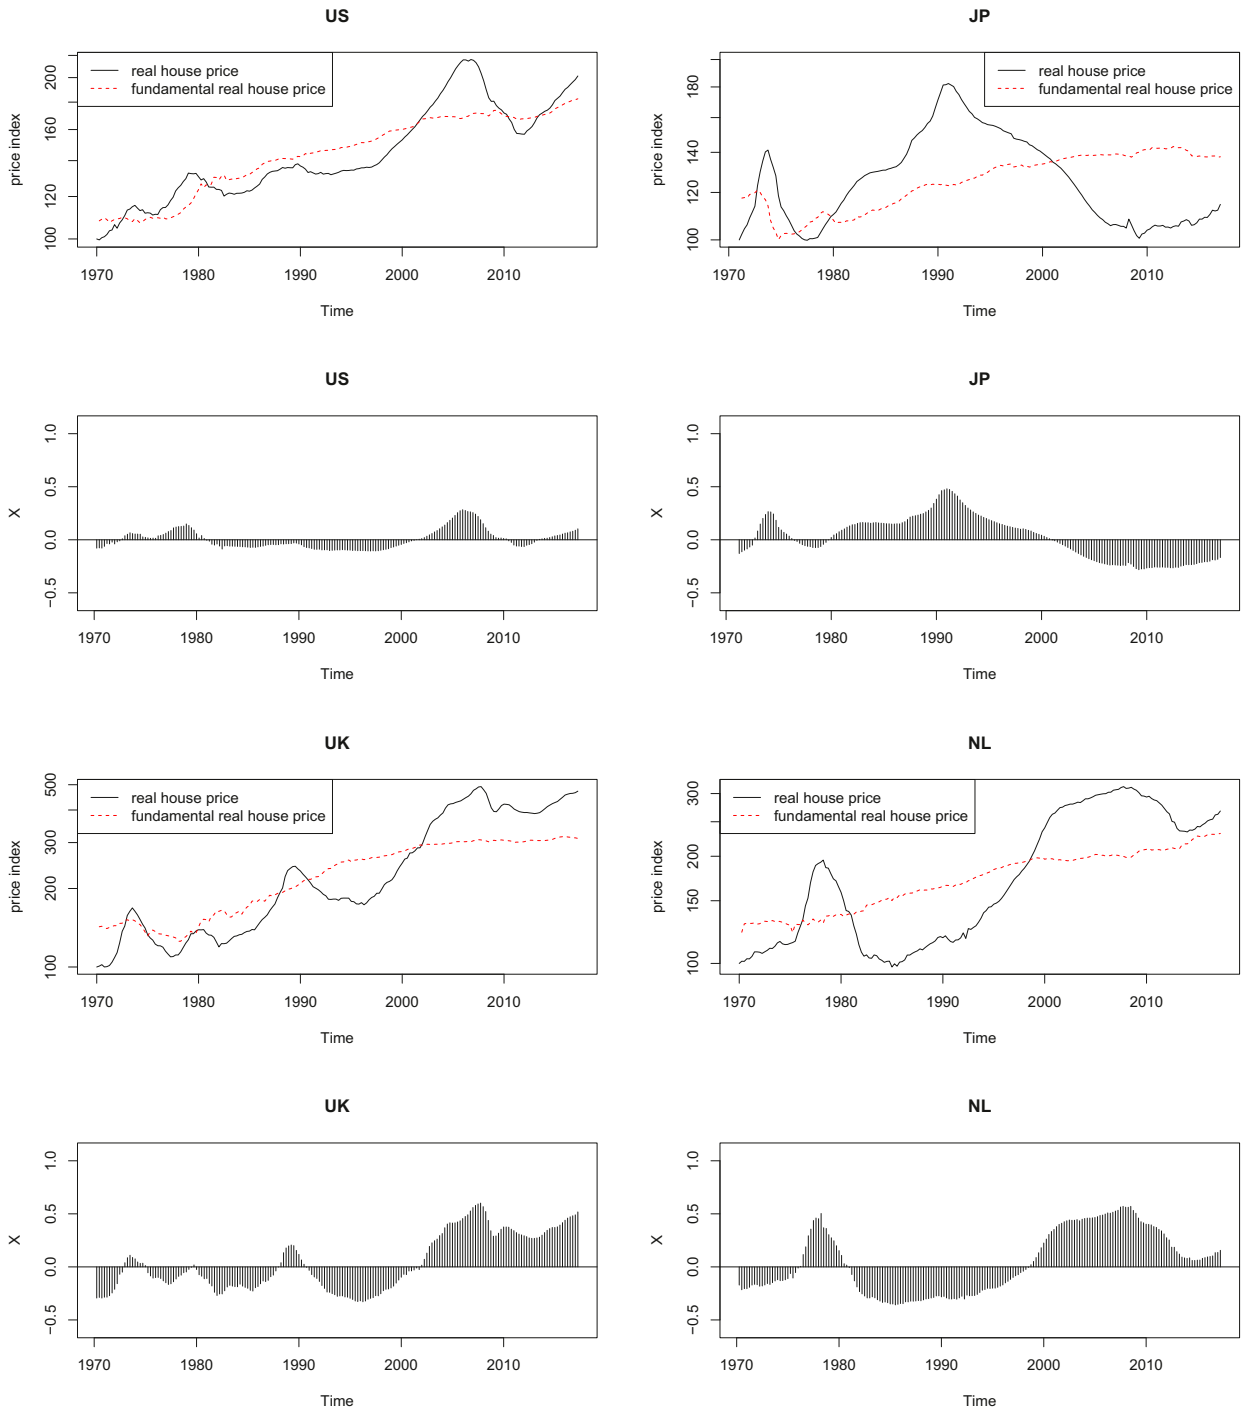 US
real house price
fundamental real house price
price index
100 120 160 200
1970 1980 1990 2000 2010
Time
JP
real house price
fundamental real house price
price index
100 120 140 180
1970 1980 1990 2000 2010
Time
US
X
−0.5 0.0 0.5 1.0
1970 1980 1990 2000 2010
Time
JP
X
−0.5 0.0 0.5 1.0
1970 1980 1990 2000 2010
Time
UK
real house price
fundamental real house price
price index
100 200 300 500
1970 1980 1990 2000 2010
Time
NL
real house price
fundamental real house price
price index
100 150 200 300
1970 1980 1990 2000 2010
Time
UK
X
−0.5 0.0 0.5 1.0
1970 1980 1990 2000 2010
Time
NL
X
−0.5 0.0 0.5 1.0
1970 1980 1990 2000 2010
Time